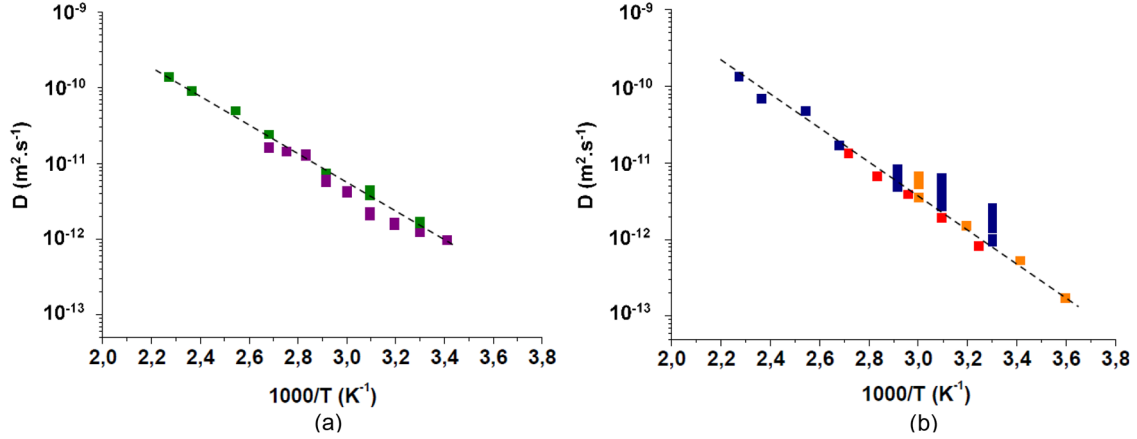 10⁻⁹
10⁻¹⁰
10⁻¹¹
10⁻¹²
10⁻¹³
D (m².s⁻¹)
2,0 2,2 2,4 2,6 2,8 3,0 3,2 3,4 3,6 3,8
1000/T (K⁻¹)
(a)
10⁻⁹
10⁻¹⁰
10⁻¹¹
10⁻¹²
10⁻¹³
D (m².s⁻¹)
2,0 2,2 2,4 2,6 2,8 3,0 3,2 3,4 3,6 3,8
1000/T (K⁻¹)
(b)